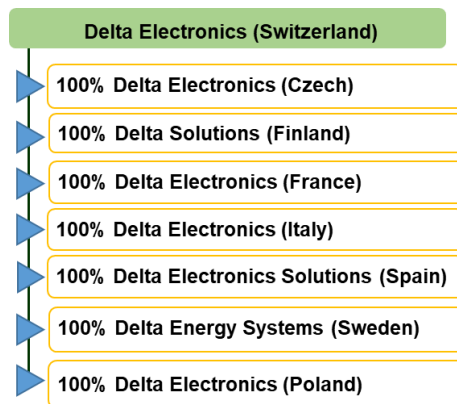 Delta Electronics (Switzerland)
100% Delta Electronics (Czech)
100% Delta Solutions (Finland)
100% Delta Electronics (France)
100% Delta Electronics (Italy)
100% Delta Electronics Solutions (Spain)
100% Delta Energy Systems (Sweden)
100% Delta Electronics (Poland)